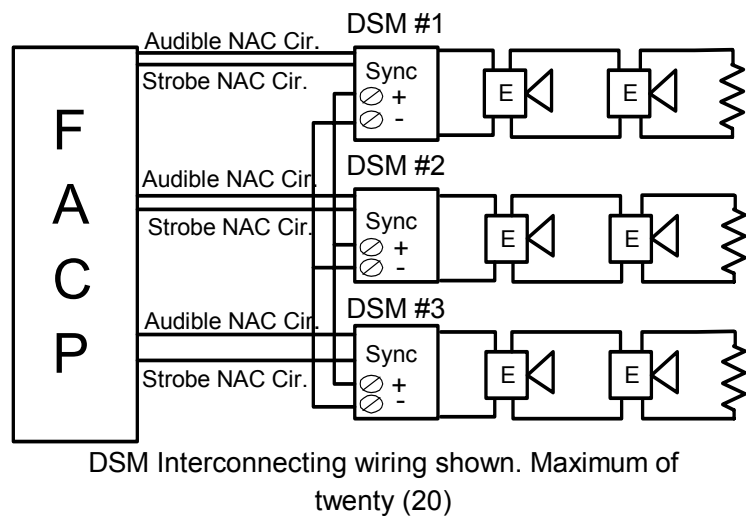 DSM #1
Audible NAC Cir.
Strobe NAC Cir.
Sync
+
-
E
E
DSM #2
Audible NAC Cir.
Strobe NAC Cir.
Sync
+
-
E
E
DSM #3
Audible NAC Cir.
Strobe NAC Cir.
Sync
+
-
E
E
F
A
C
P
DSM Interconnecting wiring shown. Maximum of
twenty (20)